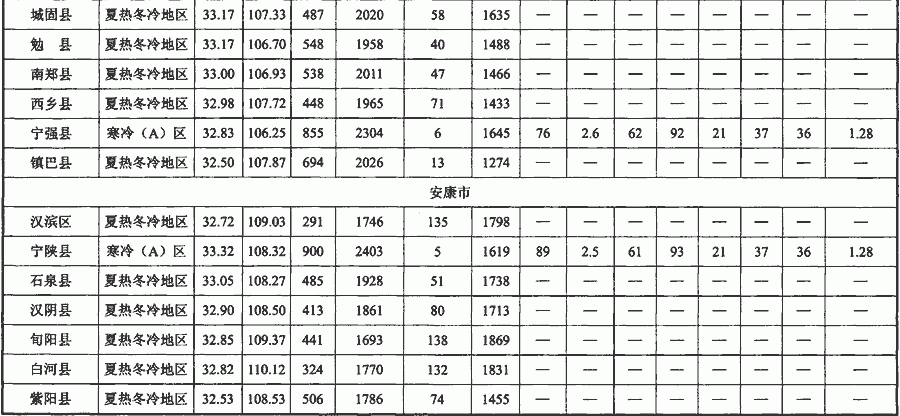 城固县 夏热冬冷地区 33.17 107.33 487 2020 58 1635 — — — — — — — —
勉 县 夏热冬冷地区 33.17 106.70 548 1958 40 1488 — — — — — — — —
南郑县 夏热冬冷地区 33.00 106.93 538 2011 47 1466 — — — — — — — —
西乡县 夏热冬冷地区 32.98 107.72 448 1965 71 1433 — — — — — — — —
宁强县 寒冷（A）区 32.83 106.25 855 2304 6 1645 76 2.6 62 92 21 37 36 1.28
镇巴县 夏热冬冷地区 32.50 107.87 694 2026 13 1274 — — — — — — — —
安康市
汉滨区 夏热冬冷地区 32.72 109.03 291 1746 135 1798 — — — — — — — —
宁陕县 寒冷（A）区 33.32 108.32 900 2403 5 1619 89 2.5 61 93 21 37 36 1.28
石泉县 夏热冬冷地区 33.05 108.27 485 1928 51 1738 — — — — — — — —
汉阴县 夏热冬冷地区 32.90 108.50 413 1861 80 1713 — — — — — — — —
旬阳县 夏热冬冷地区 32.85 109.37 441 1693 138 1869 — — — — — — — —
白河县 夏热冬冷地区 32.82 110.12 324 1770 132 1831 — — — — — — — —
紫阳县 夏热冬冷地区 32.53 108.53 506 1786 74 1455 — — — — — — — —